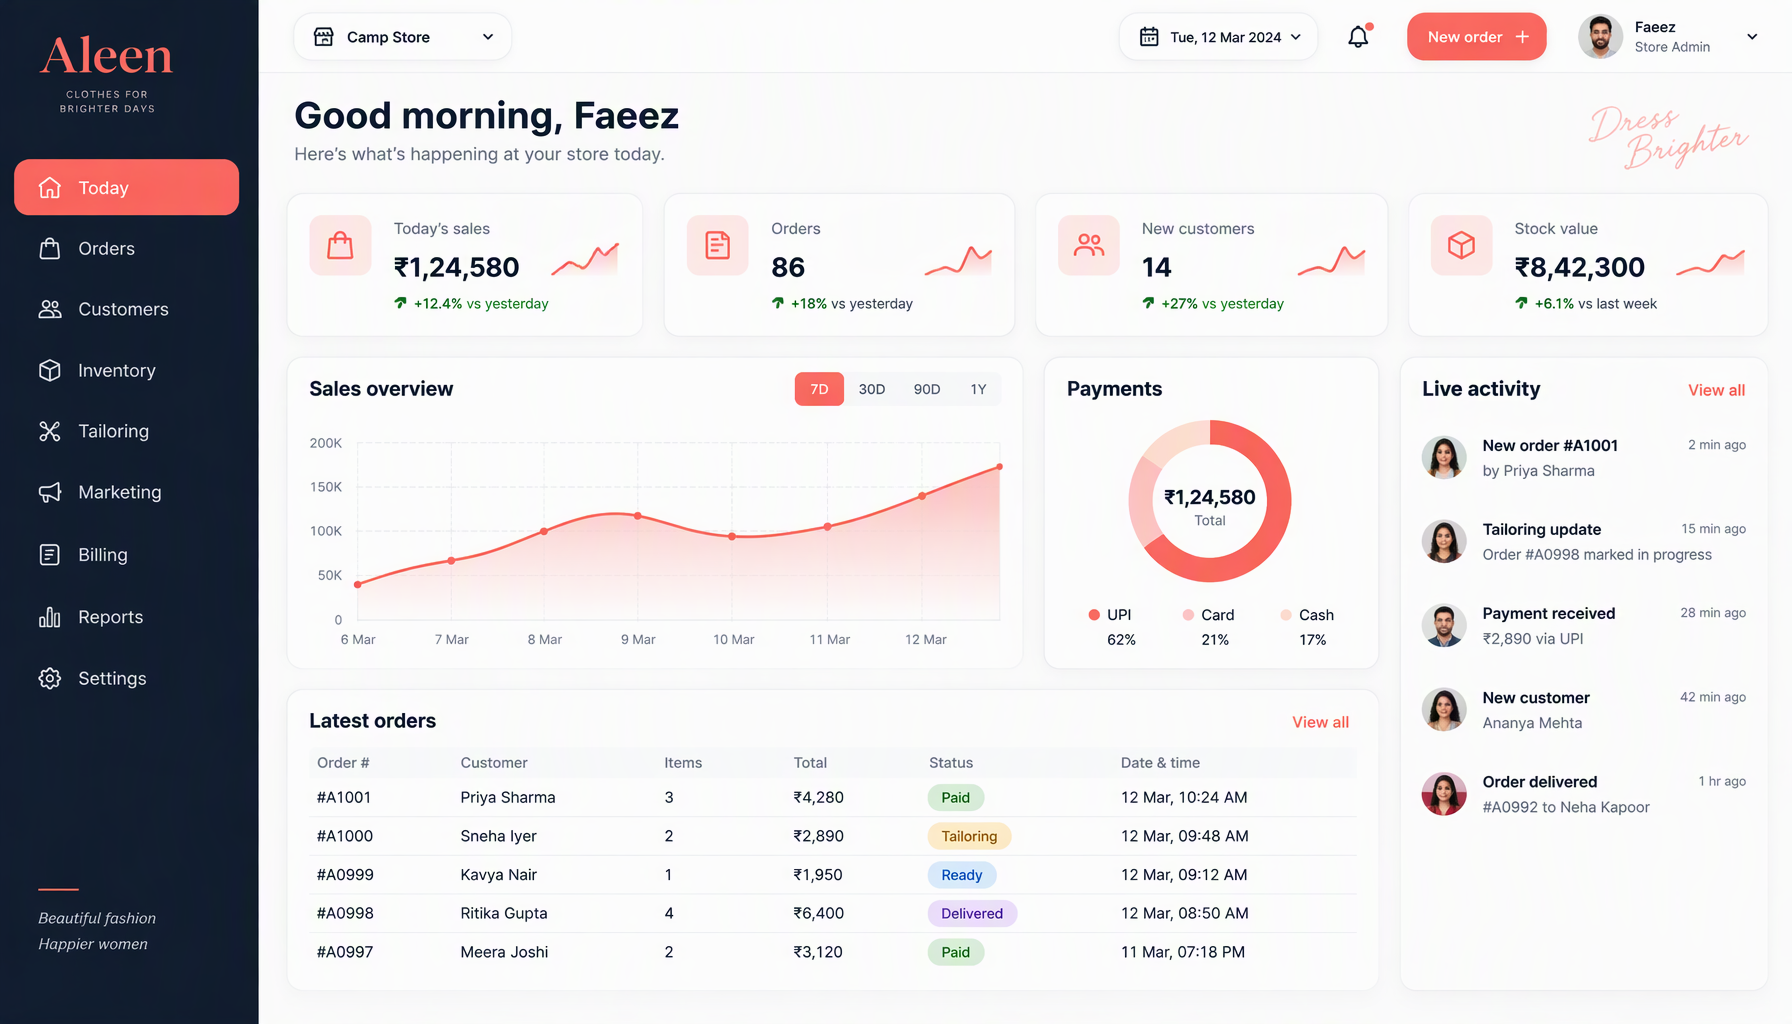 Aleen
CLOTHES FOR
BRIGHTER DAYS
Today
Orders
Customers
Inventory
Tailoring
Marketing
Billing
Reports
Settings
Beautiful fashion
Happier women
Camp Store
Tue, 12 Mar 2024
New order +
Faeez
Store Admin
Good morning, Faeez
Here's what's happening at your store today.
Dress
Brighter
Today's sales
₹1,24,580
+12.4% vs yesterday
Orders
86
+18% vs yesterday
New customers
14
+27% vs yesterday
Stock value
₹8,42,300
+6.1% vs last week
Sales overview
7D 30D 90D 1Y
200K
150K
100K
50K
0
6 Mar 7 Mar 8 Mar 9 Mar 10 Mar 11 Mar 12 Mar
Payments
₹1,24,580
Total
UPI Card Cash
62% 21% 17%
Live activity View all
New order #A1001 2 min ago
by Priya Sharma
Tailoring update 15 min ago
Order #A0998 marked in progress
Payment received 28 min ago
₹2,890 via UPI
New customer 42 min ago
Ananya Mehta
Order delivered 1 hr ago
#A0992 to Neha Kapoor
Latest orders View all
Order # Customer Items Total Status Date & time
#A1001 Priya Sharma 3 ₹4,280 Paid 12 Mar, 10:24 AM
#A1000 Sneha Iyer 2 ₹2,890 Tailoring 12 Mar, 09:48 AM
#A0999 Kavya Nair 1 ₹1,950 Ready 12 Mar, 09:12 AM
#A0998 Ritika Gupta 4 ₹6,400 Delivered 12 Mar, 08:50 AM
#A0997 Meera Joshi 2 ₹3,120 Paid 11 Mar, 07:18 PM